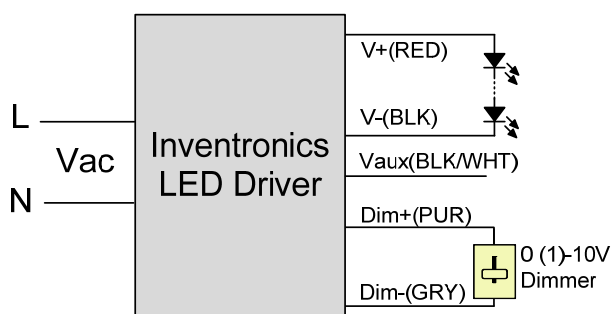 L
Vac
N
Inventronics
LED Driver
V+(RED)
V-(BLK)
Vaux(BLK/WHT)
Dim+(PUR)
Dim-(GRY)
0 (1)-10V
Dimmer